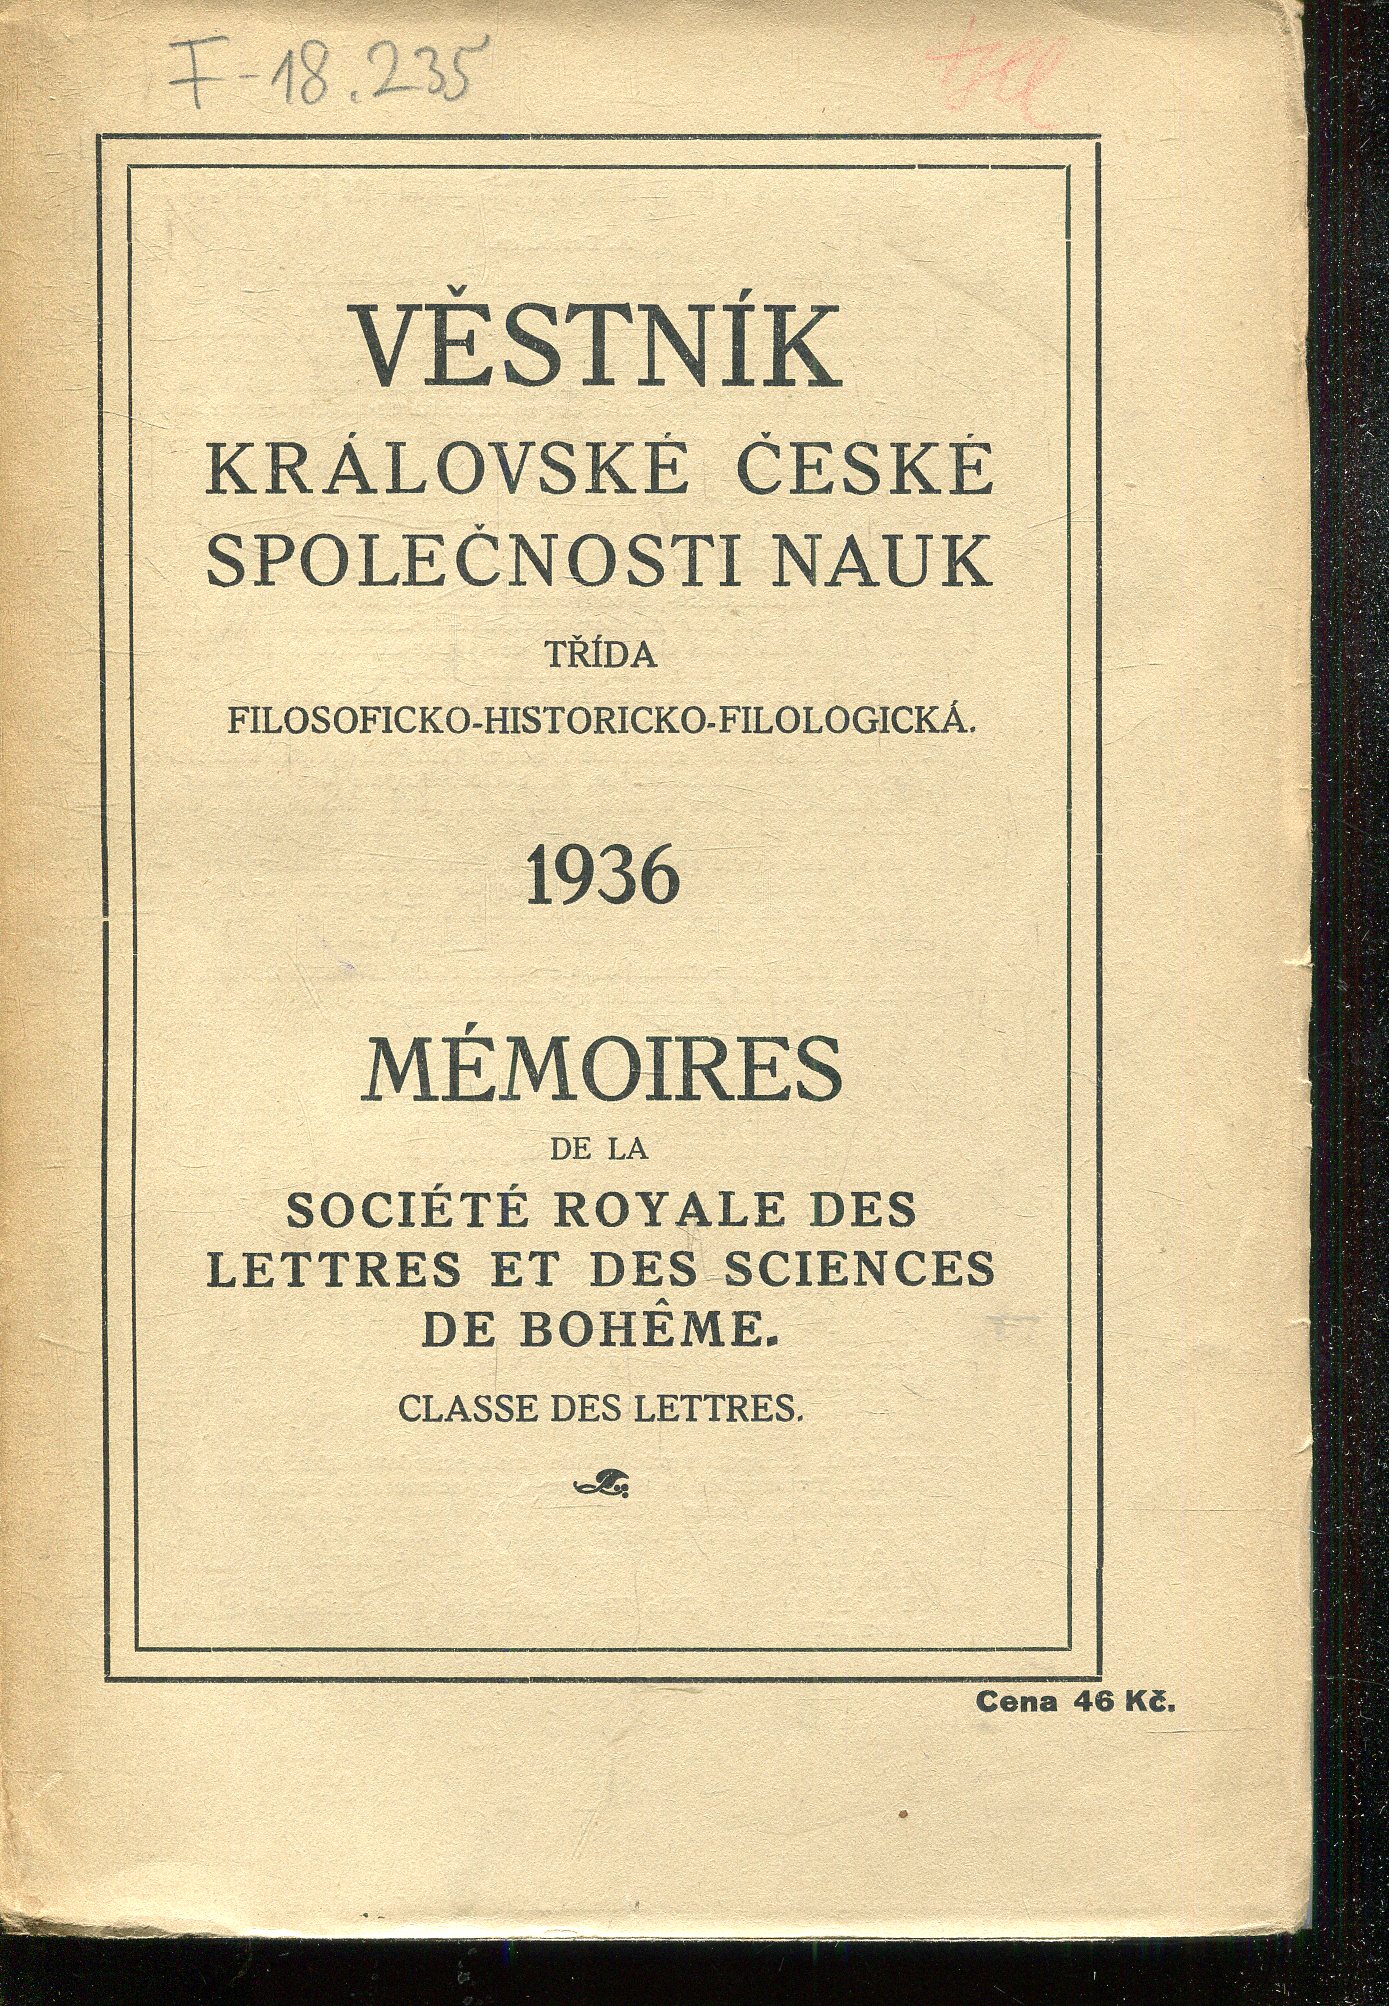 F-18.235
VĚSTNÍK
KRÁLOVSKÉ ČESKÉ
SPOLEČNOSTI NAUK
TŘÍDA
FILOSOFICKO-HISTORICKO-FILOLOGICKÁ.
1936
MÉMOIRES
DE LA
SOCIÉTÉ ROYALE DES
LETTRES ET DES SCIENCES
DE BOHÊME.
CLASSE DES LETTRES.
Cena 46 Kč.